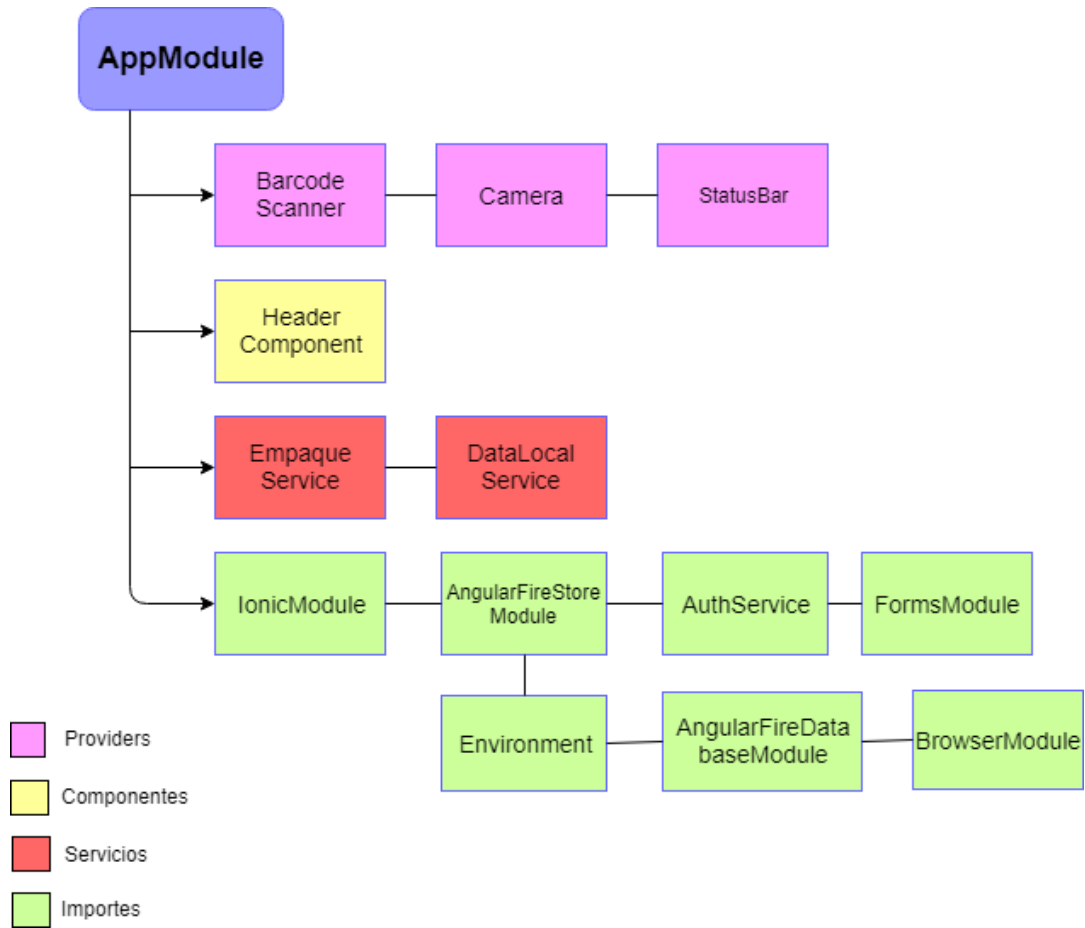 AppModule
Barcode
Scanner
Camera
StatusBar
Header
Component
Empaque
Service
DataLocal
Service
IonicModule
AngularFireStore
Module
AuthService
FormsModule
Environment
AngularFireData
baseModule
BrowserModule
Providers
Componentes
Servicios
Importes